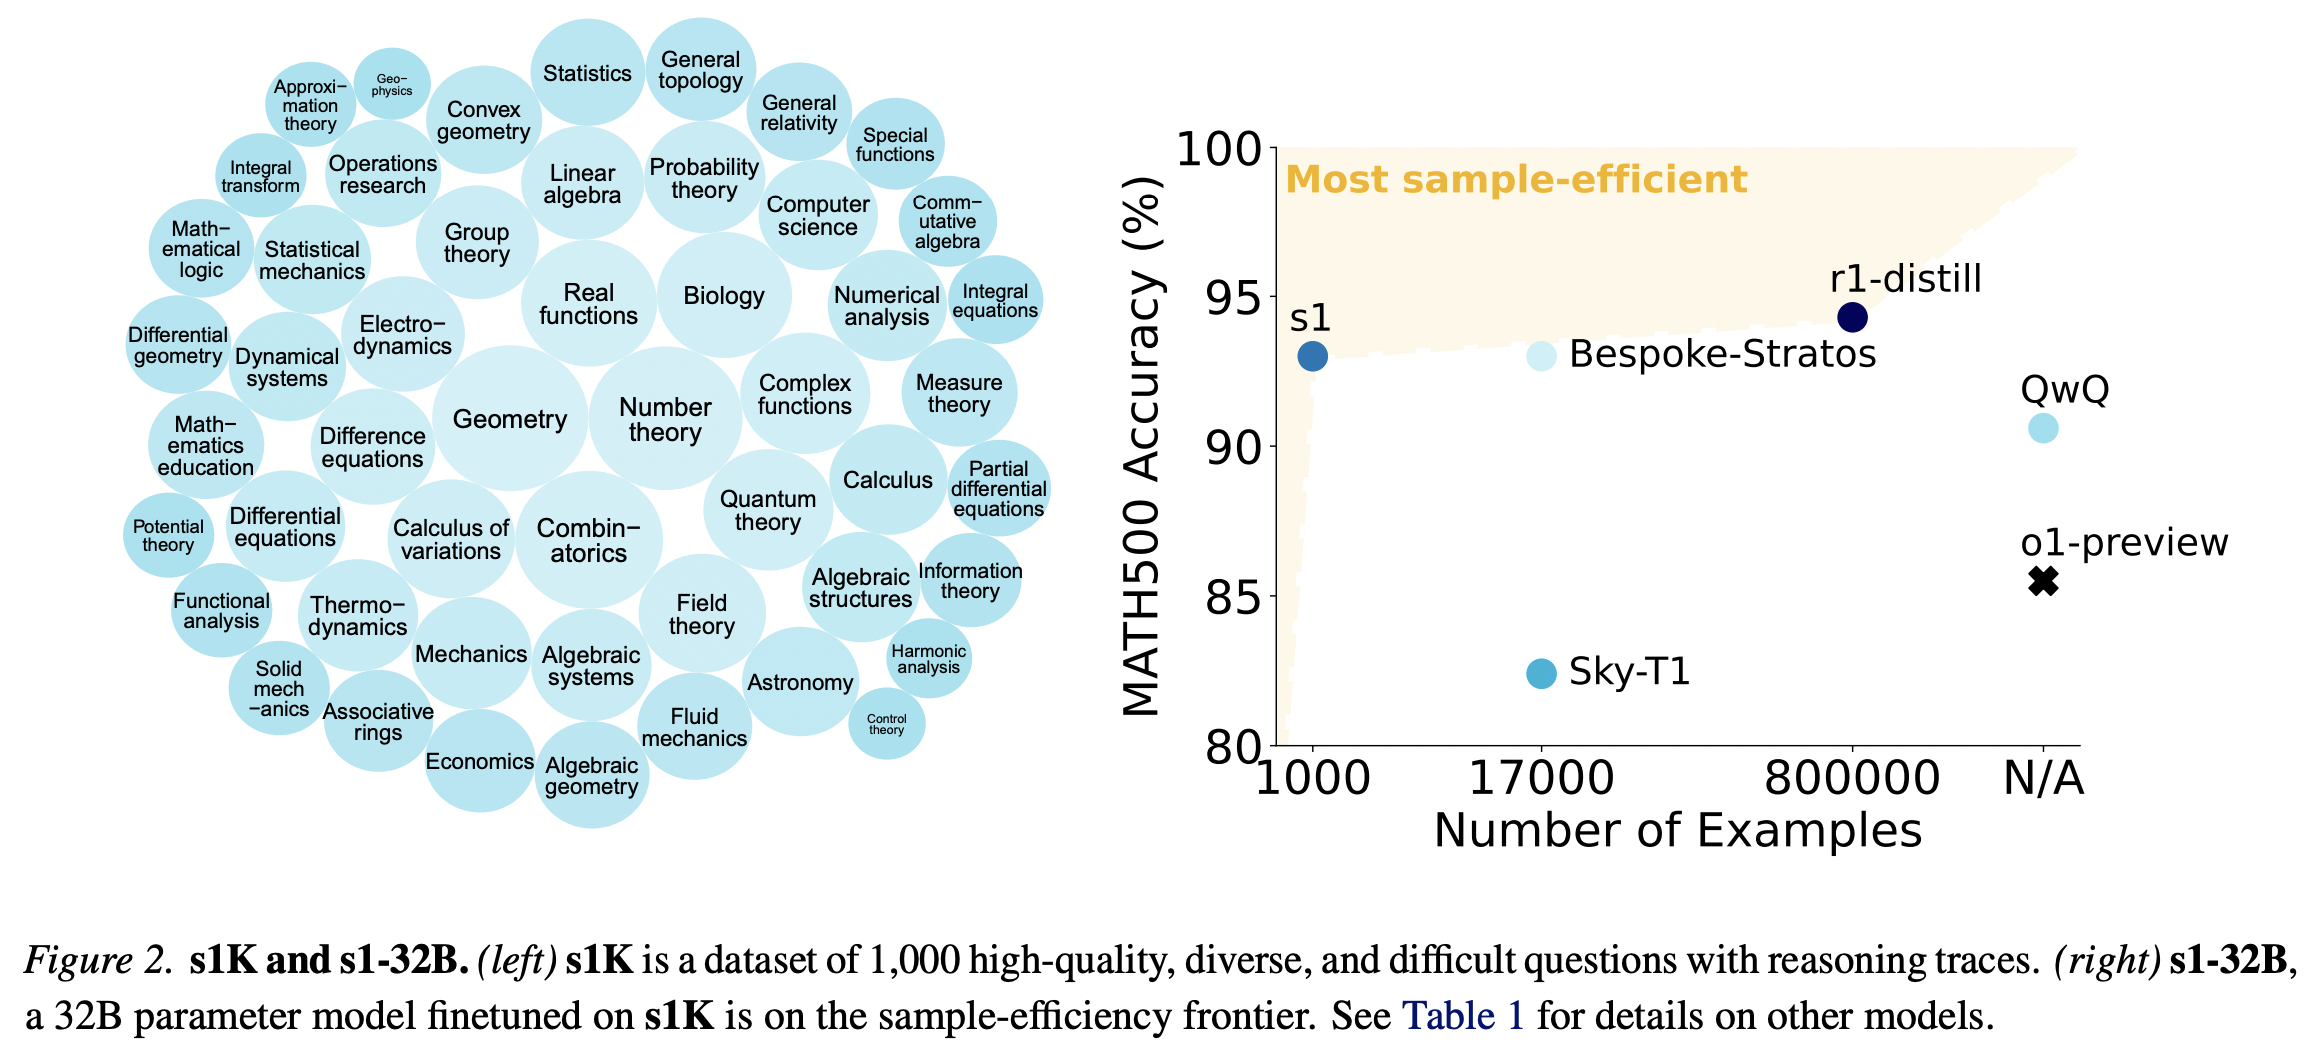 Statistics
General
topology
Geo−
physics
Approxi−
mation
theory
Convex
geometry
General
relativity
Special
functions
Integral
transform
Operations
research
Linear
algebra
Probability
theory
Computer
science
Comm−
utative
algebra
Math−
ematical
logic
Statistical
mechanics
Group
theory
Real
functions
Biology
Numerical
analysis
Integral
equations
Differential
geometry
Dynamical
systems
Electro−
dynamics
Geometry
Number
theory
Complex
functions
Measure
theory
Math−
ematics
education
Difference
equations
Calculus
Partial
differential
equations
Potential
theory
Differential
equations
Calculus of
variations
Combin−
atorics
Quantum
theory
Algebraic
structures
Information
theory
Functional
analysis
Thermo−
dynamics
Mechanics
Algebraic
systems
Field
theory
Astronomy
Harmonic
analysis
Solid
mech
−anics
Associative
rings
Economics
Algebraic
geometry
Fluid
mechanics
Control
theory
MATH500 Accuracy (%)
100
95
90
85
80
Most sample-efficient
s1
r1-distill
Bespoke-Stratos
QwQ
o1-preview
Sky-T1
1000
17000
800000
N/A
Number of Examples
Figure 2. s1K and s1-32B. (left) s1K is a dataset of 1,000 high-quality, diverse, and difficult questions with reasoning traces. (right) s1-32B,
a 32B parameter model finetuned on s1K is on the sample-efficiency frontier. See Table 1 for details on other models.